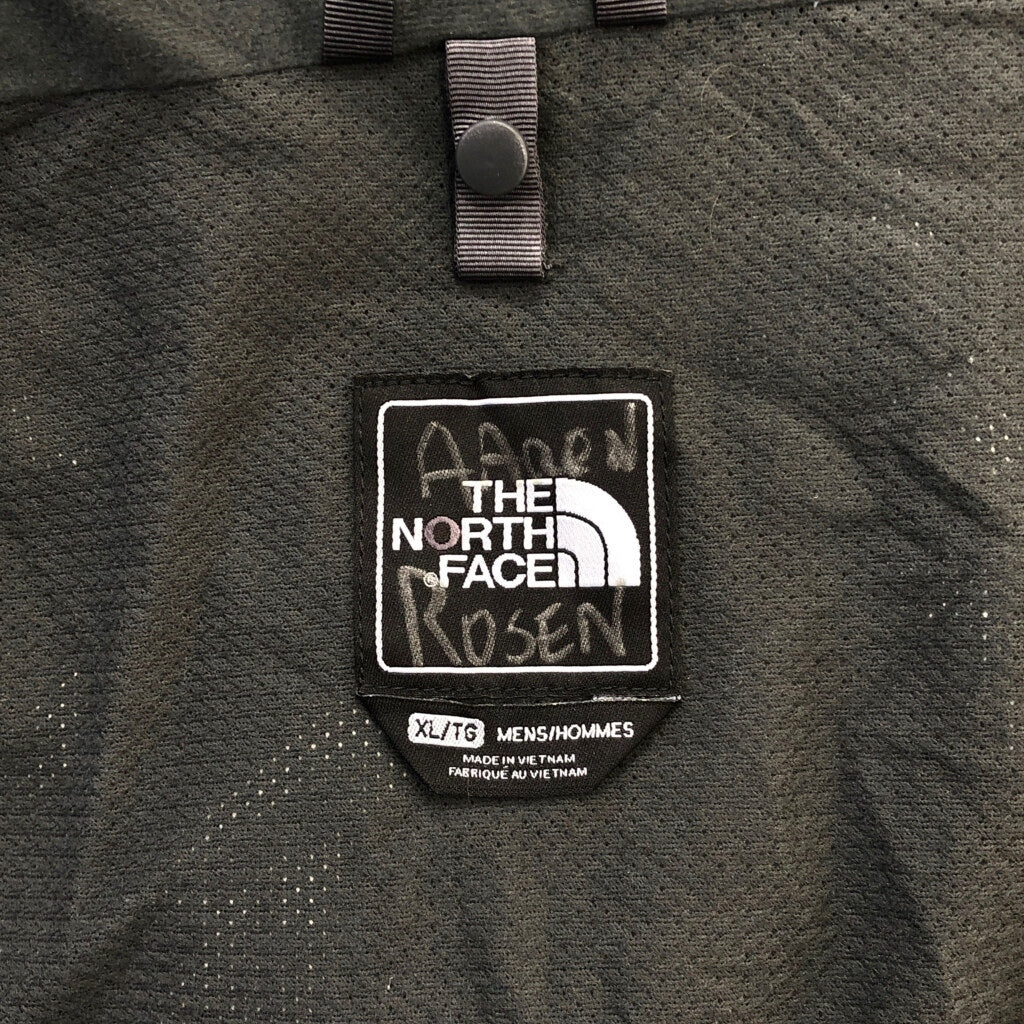 AARON
THE
NORTH
FACE
®
ROSEN
XL/TG MENS/HOMMES
MADE IN VIETNAM
FABRIQUÉ AU VIETNAM